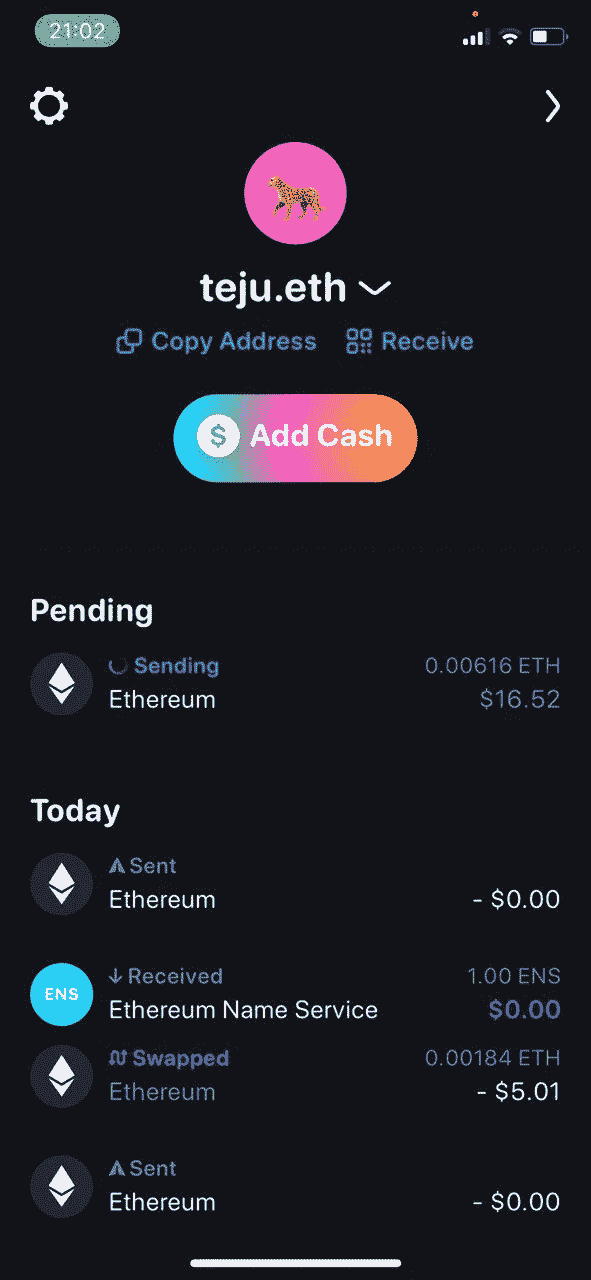 21:02
teju.eth
Copy Address Receive
$ Add Cash
Pending
Sending 0.00616 ETH
Ethereum $16.52
Today
Sent
Ethereum - $0.00
ENS
Received 1.00 ENS
Ethereum Name Service $0.00
Swapped 0.00184 ETH
Ethereum - $5.01
Sent
Ethereum - $0.00